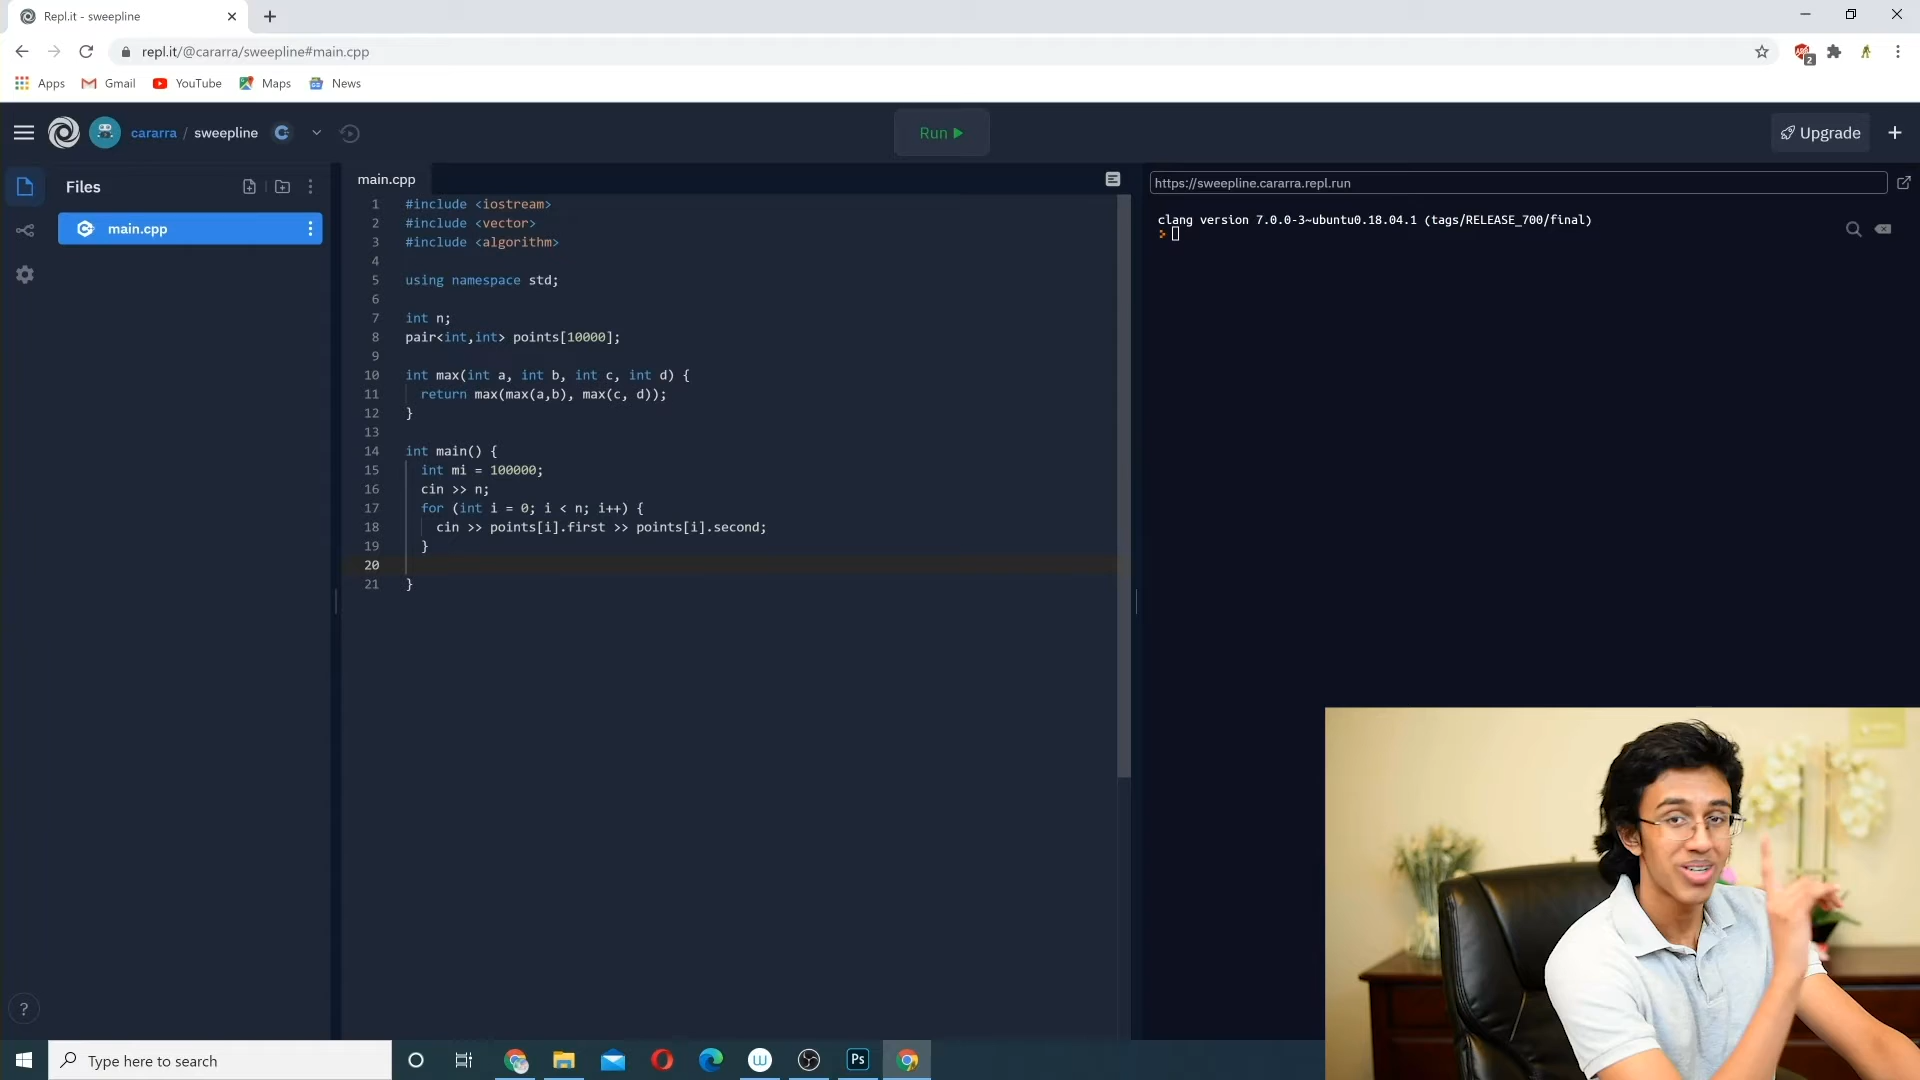 Repl.it - sweepline
repl.it/@cararra/sweepline#main.cpp
2
Apps Gmail YouTube Maps News
cararra / sweepline
Run
Upgrade
Files
main.cpp
main.cpp
1 #include <iostream>
2 #include <vector>
3 #include <algorithm>
4
5 using namespace std;
6
7 int n;
8 pair<int,int> points[10000];
9
10 int max(int a, int b, int c, int d) {
11 return max(max(a,b), max(c, d));
12 }
13
14 int main() {
15 int mi = 100000;
16 cin >> n;
17 for (int i = 0; i < n; i++) {
18 cin >> points[i].first >> points[i].second;
19 }
20
21 }
https://sweepline.cararra.repl.run
clang version 7.0.0-3~ubuntu0.18.04.1 (tags/RELEASE_700/final)
>
?
Type here to search
Ps